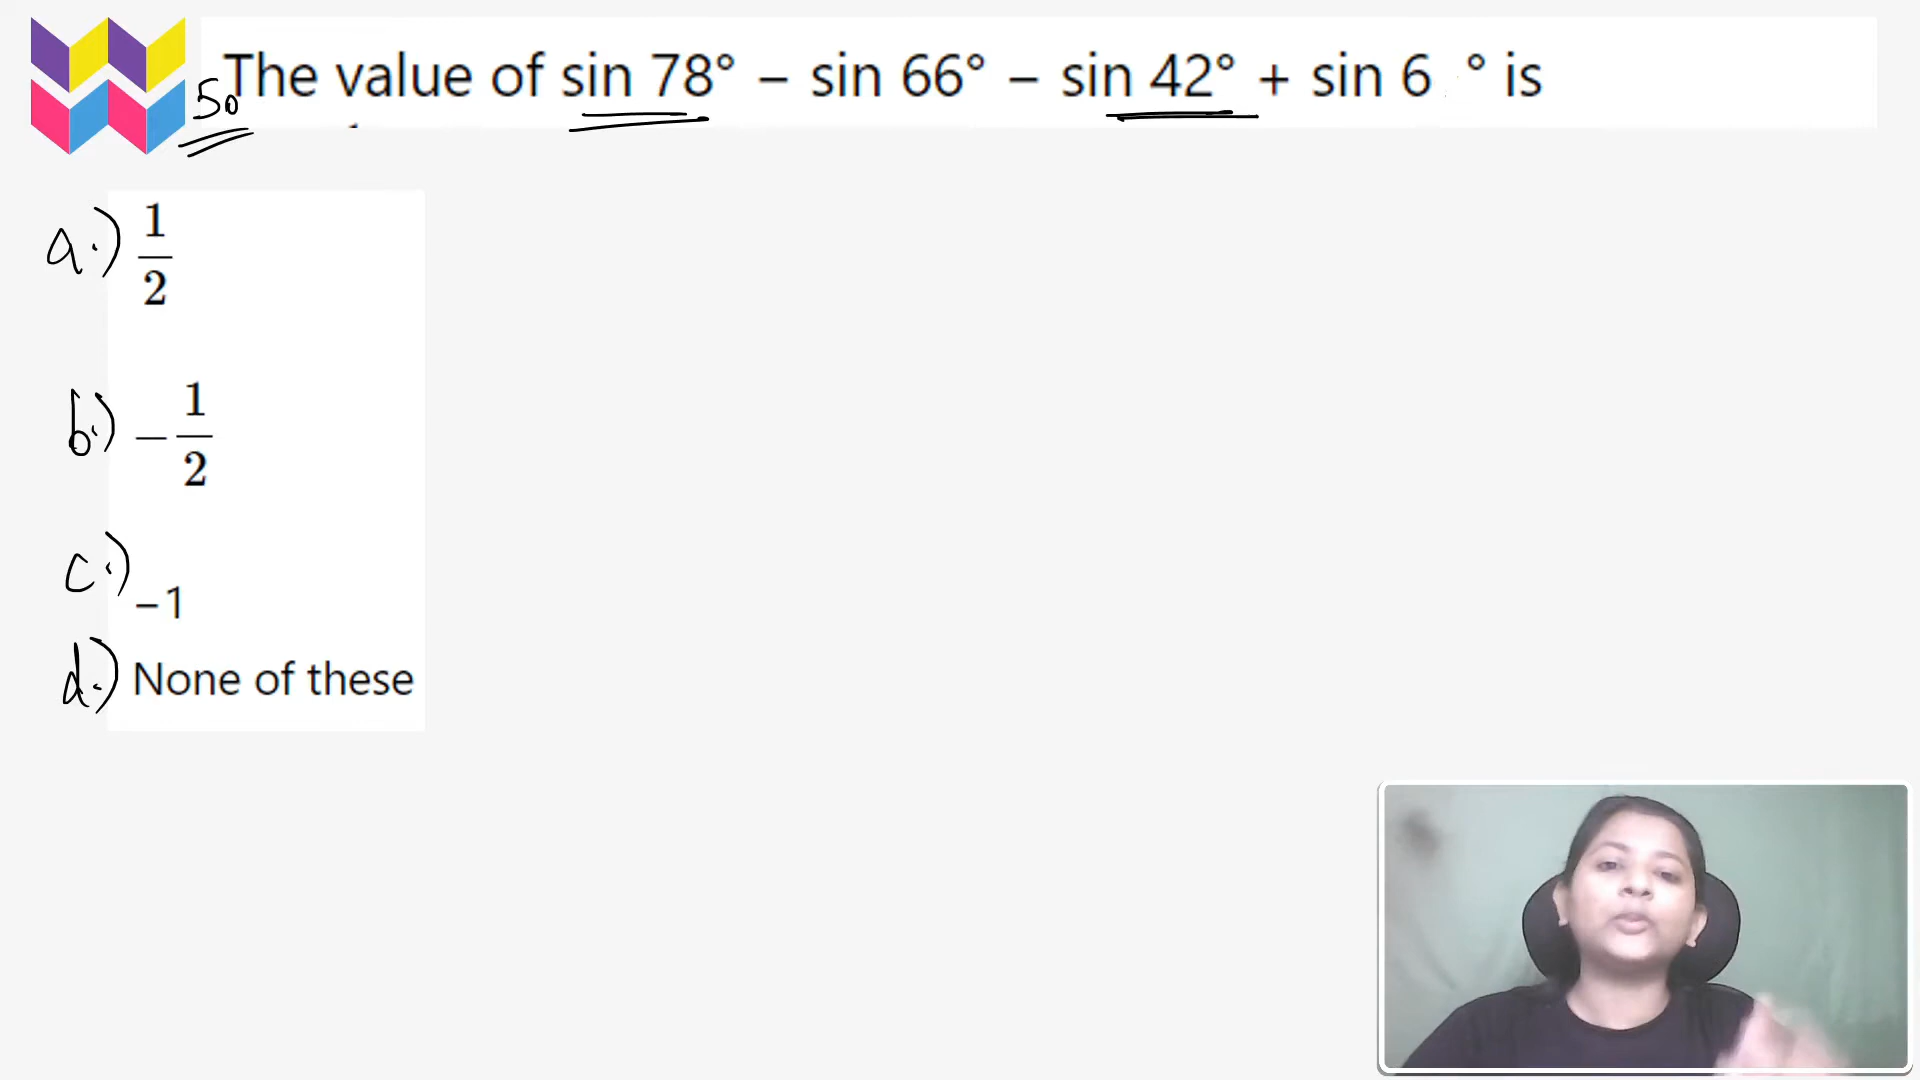 The value of sin 78° − sin 66° − sin 42° + sin 6 ° is
50
a.) 1/2
b.) − 1/2
c.) −1
d.) None of these